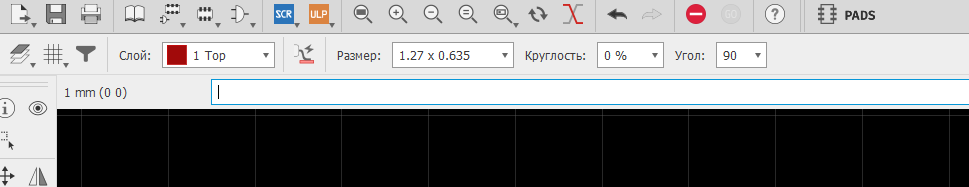 SCR ULP PADS
Слой: 1 Top Размер: 1.27 x 0.635 Круглость: 0 % Угол: 90
1 mm (0 0)